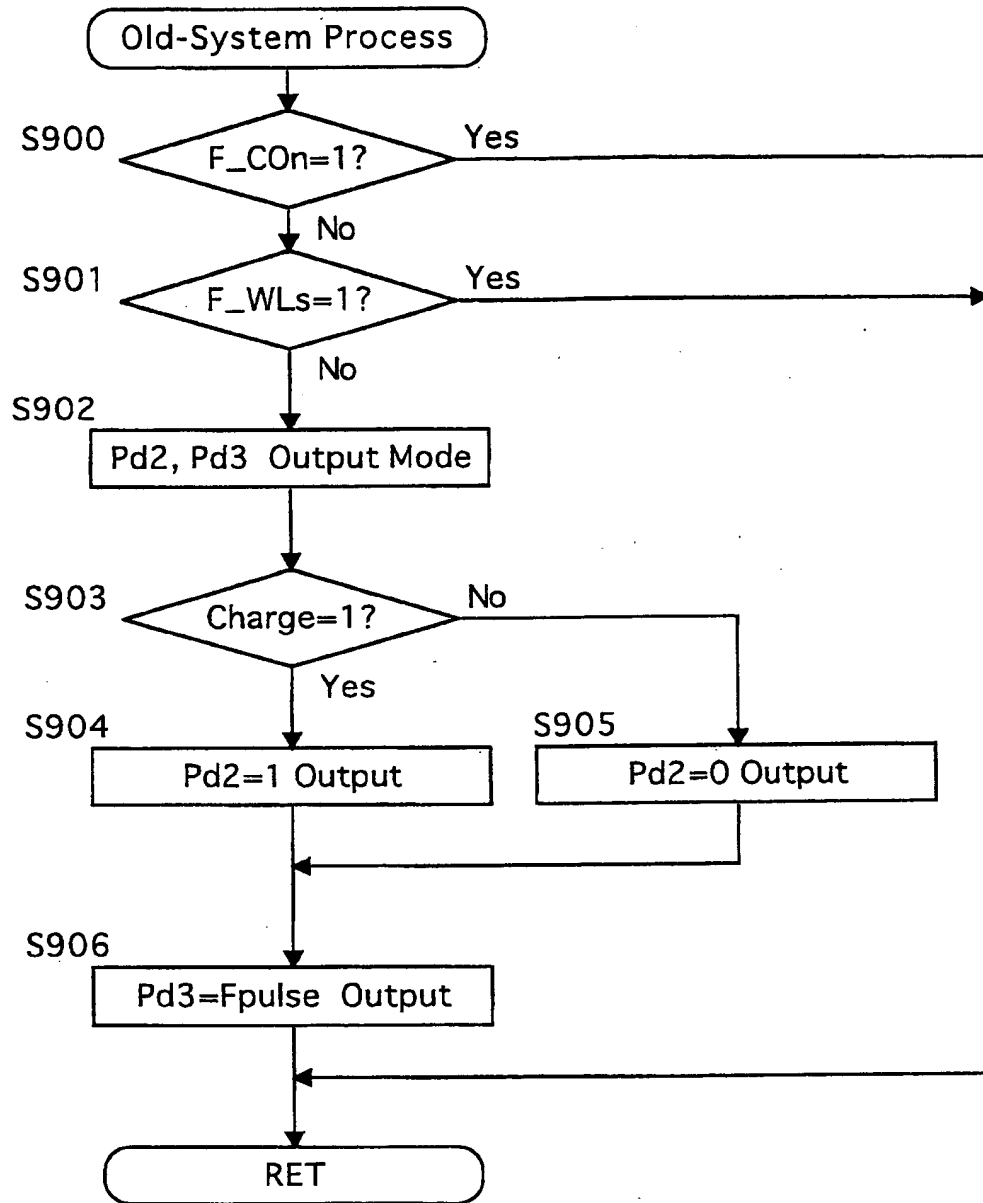 Old-System Process
S900
F_COn=1?
Yes
No
S901
F_WLs=1?
Yes
No
S902
Pd2, Pd3 Output Mode
S903
Charge=1?
No
Yes
S904
Pd2=1 Output
S905
Pd2=0 Output
S906
Pd3=Fpulse Output
RET